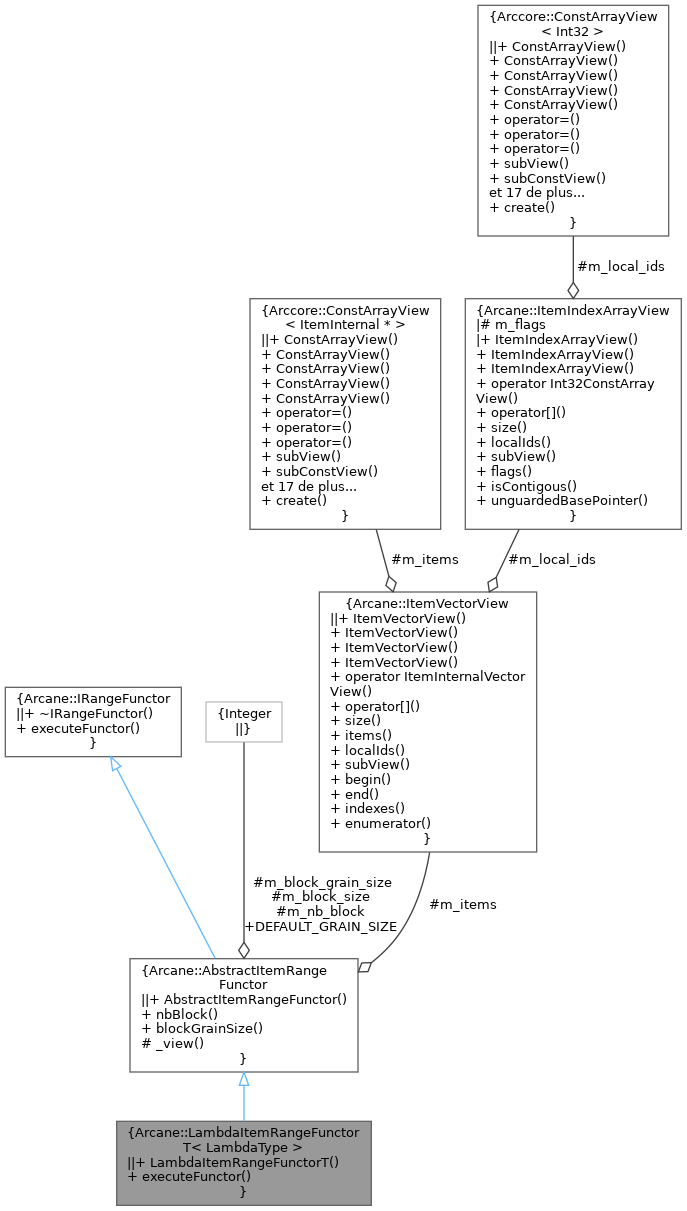 {Arccore::ConstArrayView
< Int32 >
||+ ConstArrayView()
+ ConstArrayView()
+ ConstArrayView()
+ ConstArrayView()
+ ConstArrayView()
+ operator=()
+ operator=()
+ operator=()
+ subView()
+ subConstView()
et 17 de plus...
+ create()
}
#m_local_ids
{Arccore::ConstArrayView
< ItemInternal * >
||+ ConstArrayView()
+ ConstArrayView()
+ ConstArrayView()
+ ConstArrayView()
+ ConstArrayView()
+ operator=()
+ operator=()
+ operator=()
+ subView()
+ subConstView()
et 17 de plus...
+ create()
}
{Arcane::ItemIndexArrayView
|# m_flags
|+ ItemIndexArrayView()
+ ItemIndexArrayView()
+ ItemIndexArrayView()
+ operator Int32ConstArray
View()
+ operator[]()
+ size()
+ localIds()
+ subView()
+ flags()
+ isContigous()
+ unguardedBasePointer()
}
#m_items
#m_local_ids
{Arcane::ItemVectorView
||+ ItemVectorView()
+ ItemVectorView()
+ ItemVectorView()
+ ItemVectorView()
+ operator ItemInternalVector
View()
+ operator[]()
+ size()
+ items()
+ localIds()
+ subView()
+ begin()
+ end()
+ indexes()
+ enumerator()
}
{Arcane::IRangeFunctor
||+ ~IRangeFunctor()
+ executeFunctor()
}
{Integer
||}
#m_block_grain_size
#m_block_size
#m_nb_block
+DEFAULT_GRAIN_SIZE
#m_items
{Arcane::AbstractItemRange
Functor
||+ AbstractItemRangeFunctor()
+ nbBlock()
+ blockGrainSize()
# _view()
}
{Arcane::LambdaItemRangeFunctor
T< LambdaType >
||+ LambdaItemRangeFunctorT()
+ executeFunctor()
}